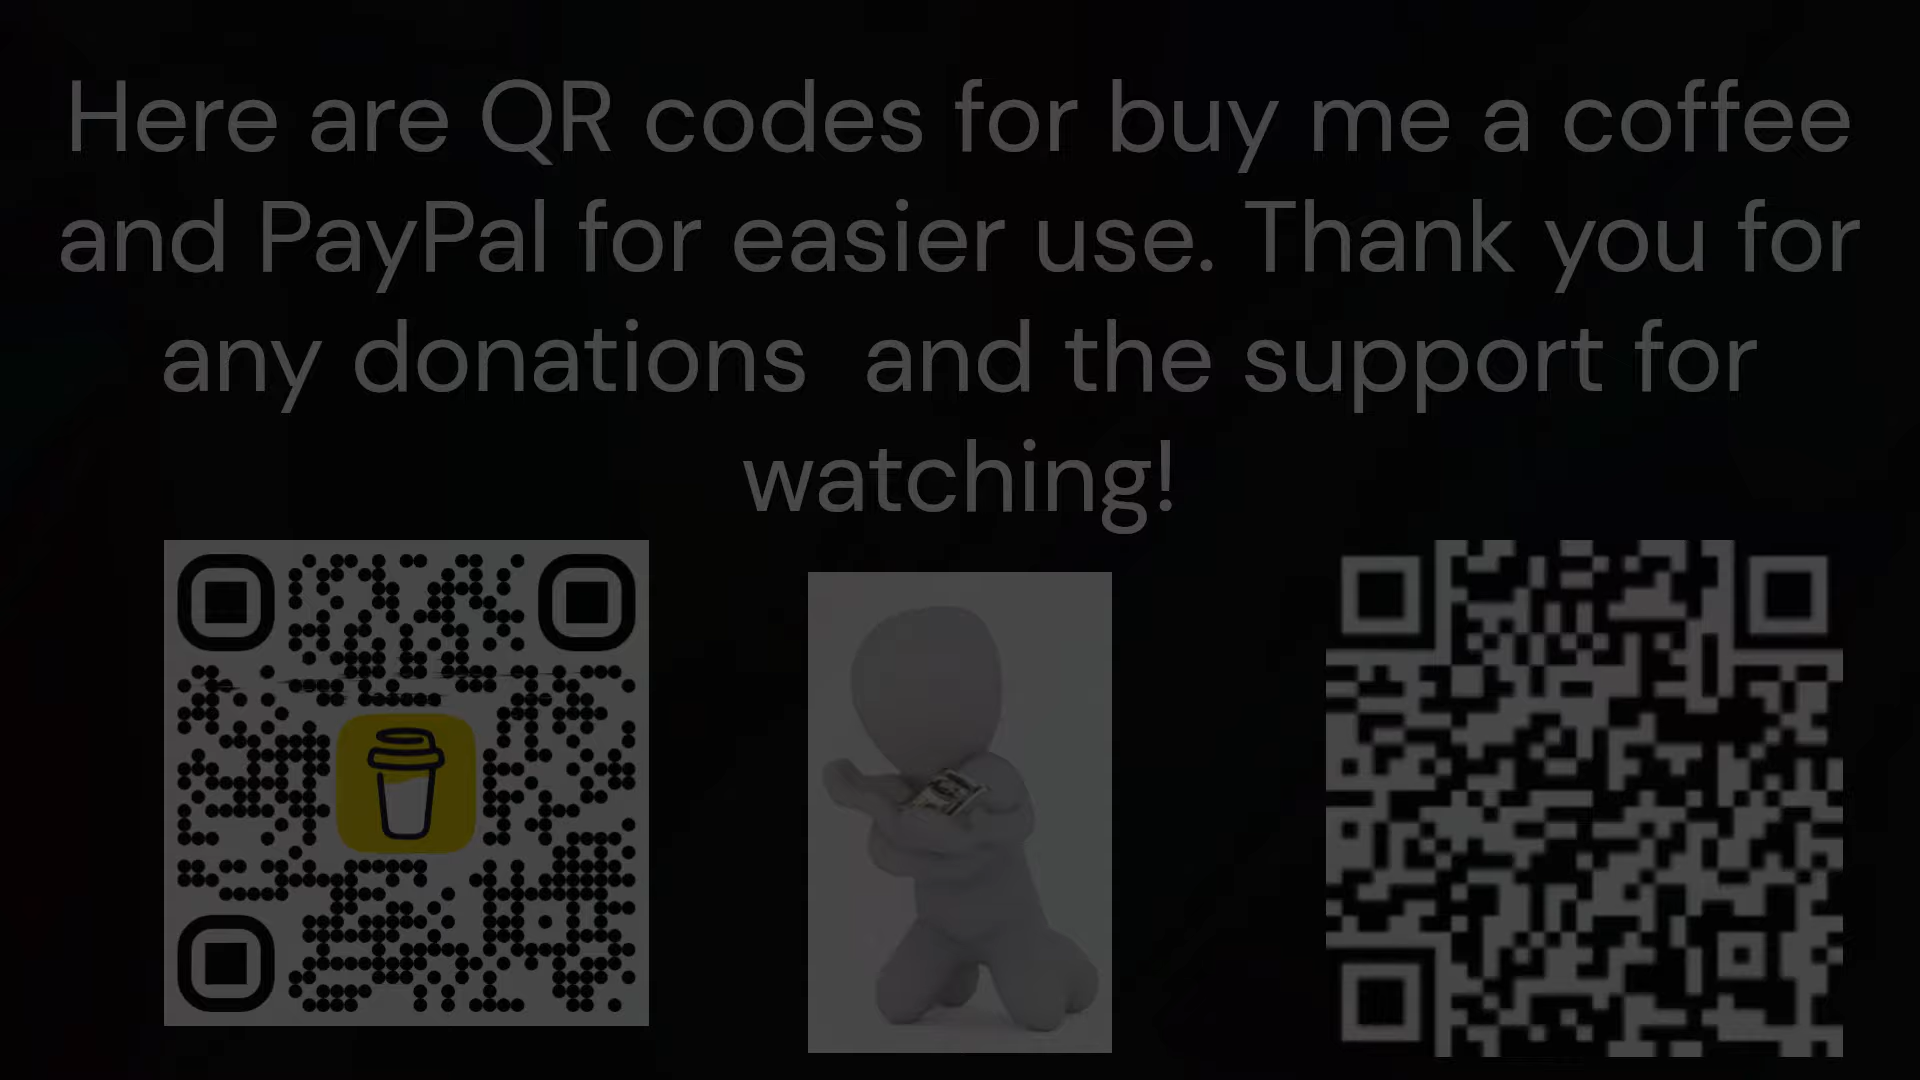 Here are QR codes for buy me a coffee
and PayPal for easier use. Thank you for
any donations  and the support for
watching!